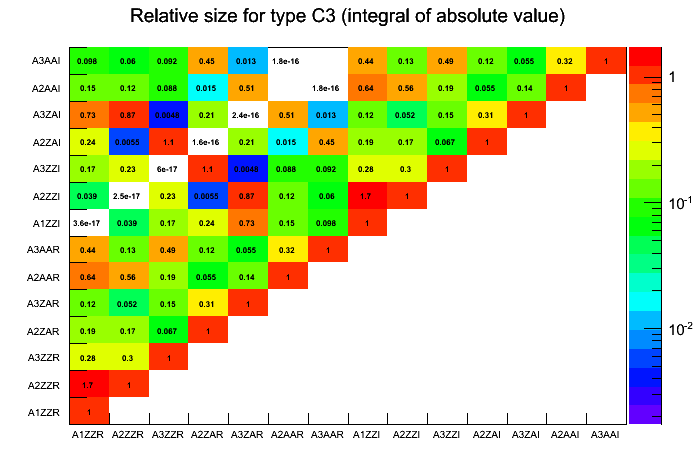 Relative size for type C3 (integral of absolute value)
A3AAI 0.098 0.06 0.092 0.45 0.013 1.8e-16 0.44 0.13 0.49 0.12 0.055 0.32 1
A2AAI 0.15 0.12 0.088 0.015 0.51 1.8e-16 0.64 0.56 0.19 0.055 0.14 1
A3ZAI 0.73 0.87 0.0048 0.21 2.4e-16 0.51 0.013 0.12 0.052 0.15 0.31 1
A2ZAI 0.24 0.0055 1.1 1.6e-16 0.21 0.015 0.45 0.19 0.17 0.067 1
A3ZZI 0.17 0.23 6e-17 1.1 0.0048 0.088 0.092 0.28 0.3 1
A2ZZI 0.039 2.5e-17 0.23 0.0055 0.87 0.12 0.06 1.7 1
A1ZZI 3.6e-17 0.039 0.17 0.24 0.73 0.15 0.098 1
A3AAR 0.44 0.13 0.49 0.12 0.055 0.32 1
A2AAR 0.64 0.56 0.19 0.055 0.14 1
A3ZAR 0.12 0.052 0.15 0.31 1
A2ZAR 0.19 0.17 0.067 1
A3ZZR 0.28 0.3 1
A2ZZR 1.7 1
A1ZZR 1
A1ZZR A2ZZR A3ZZR A2ZAR A3ZAR A2AAR A3AAR A1ZZI A2ZZI A3ZZI A2ZAI A3ZAI A2AAI A3AAI
1
10⁻¹
10⁻²